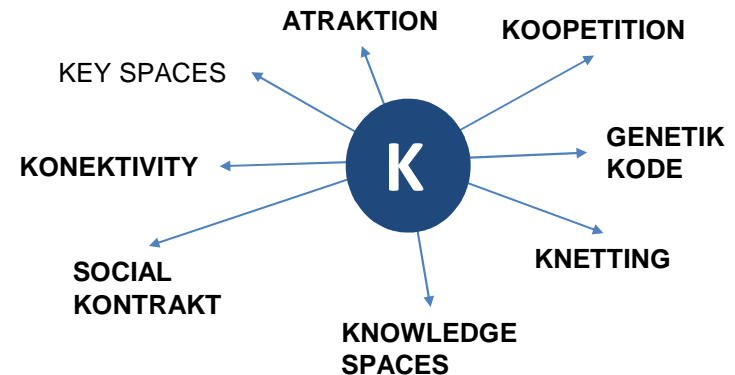 ATRAKTION
KOOPETITION
KEY SPACES
GENETIK
KODE
K
KONEKTIVITY
KNETTING
SOCIAL
KONTRAKT
KNOWLEDGE
SPACES